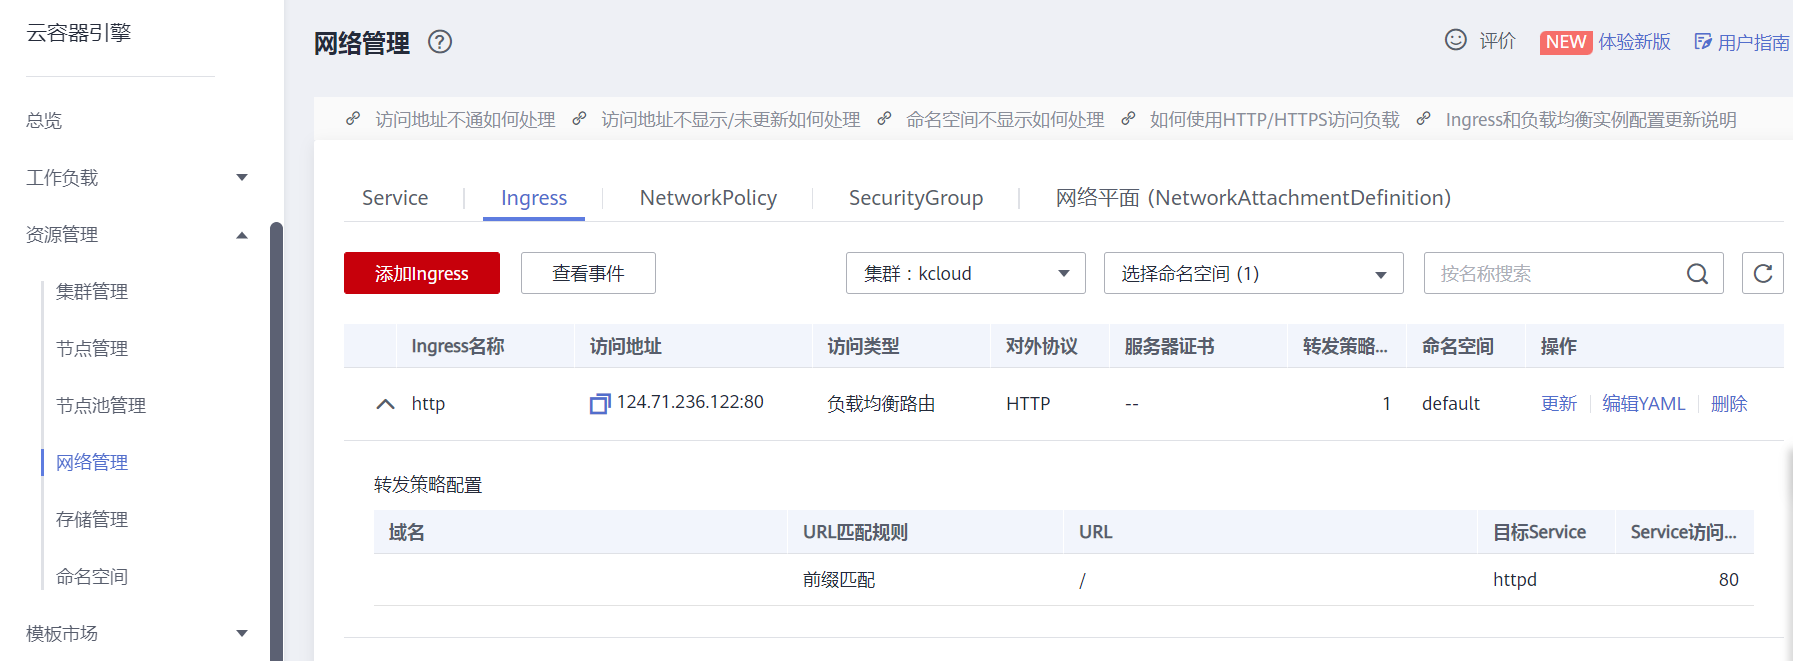 云容器引擎
总览
工作负载
资源管理
集群管理
节点管理
节点池管理
网络管理
存储管理
命名空间
模板市场
网络管理 ?
评价 NEW 体验新版 用户指南
访问地址不通如何处理 访问地址不显示/未更新如何处理 命名空间不显示如何处理 如何使用HTTP/HTTPS访问负载 Ingress和负载均衡实例配置更新说明
Service Ingress NetworkPolicy SecurityGroup 网络平面 (NetworkAttachmentDefinition)
添加Ingress 查看事件 集群：kcloud 选择命名空间 (1) 按名称搜索
Ingress名称 访问地址 访问类型 对外协议 服务器证书 转发策略... 命名空间 操作
http 124.71.236.122:80 负载均衡路由 HTTP -- 1 default 更新 编辑YAML 删除
转发策略配置
域名 URL匹配规则 URL 目标Service Service访问...
前缀匹配 / httpd 80